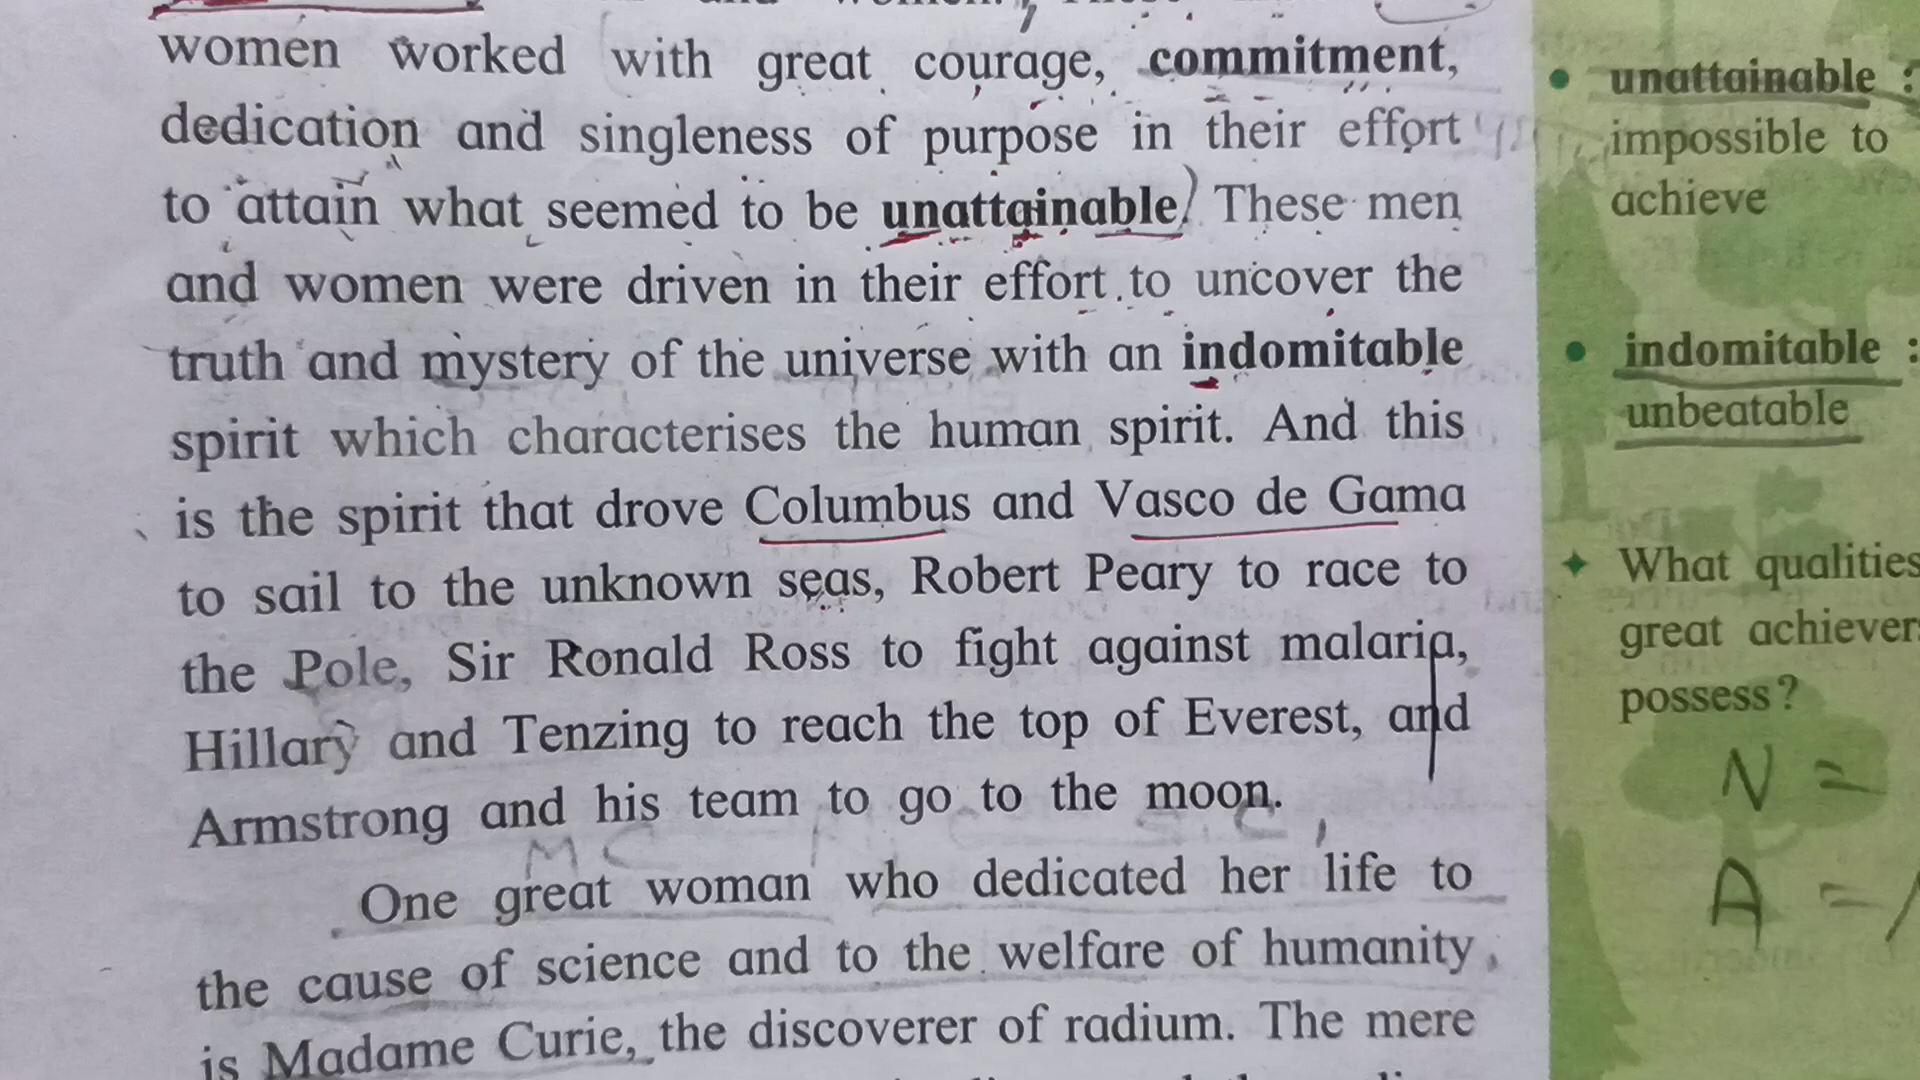 women worked with great courage, commitment,
dedication and singleness of purpose in their effort
to attain what seemed to be unattainable. These men
and women were driven in their effort to uncover the
truth and mystery of the universe with an indomitable
spirit which characterises the human spirit. And this
is the spirit that drove Columbus and Vasco de Gama
to sail to the unknown seas, Robert Peary to race to
the Pole, Sir Ronald Ross to fight against malaria,
Hillary and Tenzing to reach the top of Everest, and
Armstrong and his team to go to the moon.
One great woman who dedicated her life to
the cause of science and to the welfare of humanity
is Madame Curie, the discoverer of radium. The mere
• unattainable :
impossible to
achieve
• indomitable :
unbeatable
✦ What qualities
great achievers
possess?
N =
A =